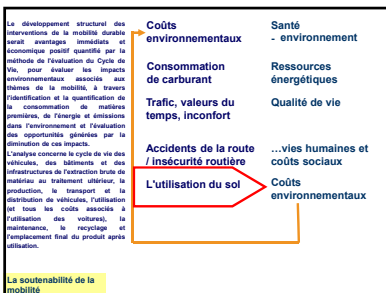 Le développement structurel des
interventions de la mobilité durable
serait avantages immédiats et
économique positif quantifié par la
méthode de l'évaluation du Cycle de
Vie, pour évaluer les impacts
environnementaux associés aux
thèmes de la mobilité, à travers
l'identification et la quantification de
la consommation de matières
premières, de l'énergie et émissions
dans l'environnement et l'évaluation
des opportunités générées par la
diminution de ces impacts.
L'analyse concerne le cycle de vie des
véhicules, des bâtiments et des
infrastructures de l'extraction brute de
matériau au traitement ultérieur, la
production, le transport et la
distribution de véhicules, l'utilisation
(et tous les coûts associés à
l'utilisation des voitures), la
maintenance, le recyclage et
l'emplacement final du produit après
utilisation.
La soutenabilité de la
mobilité
Coûts
environnementaux
Santé
- environnement
Consommation
de carburant
Ressources
énergétiques
Trafic, valeurs du
temps, inconfort
Qualité de vie
Accidents de la route
/ insécurité routière
…vies humaines et
coûts sociaux
L'utilisation du sol
Coûts
environnementaux